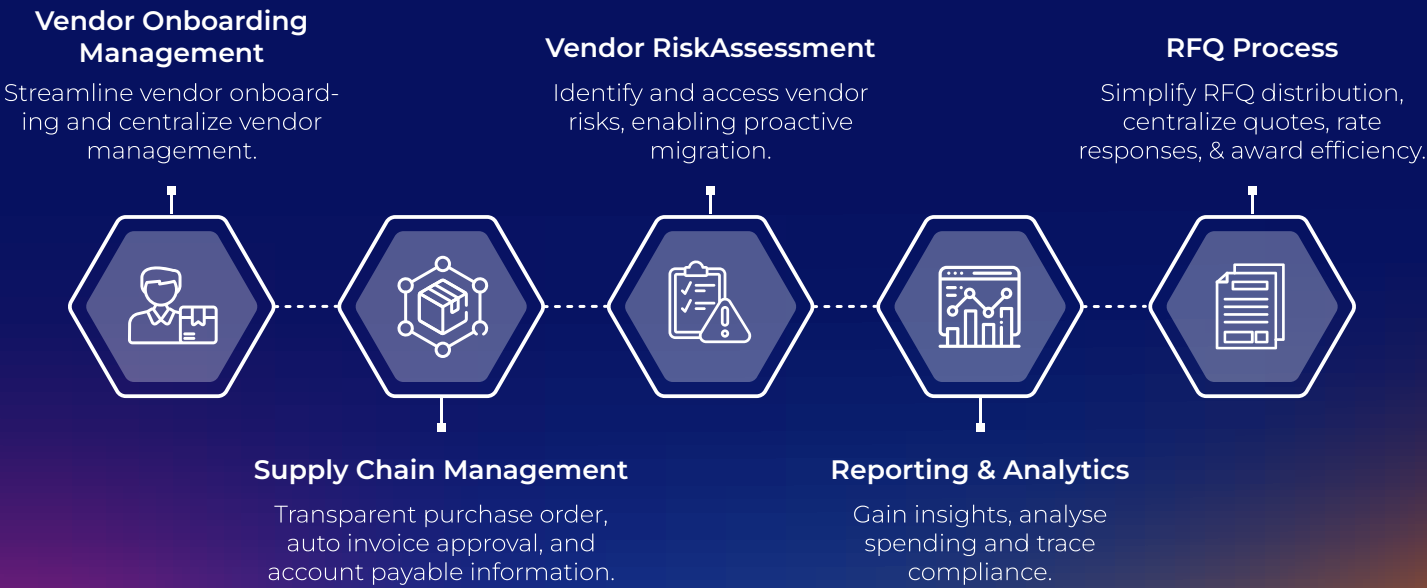 Vendor Onboarding
Management
Streamline vendor onboard-
ing and centralize vendor
management.
Vendor RiskAssessment
Identify and access vendor
risks, enabling proactive
migration.
RFQ Process
Simplify RFQ distribution,
centralize quotes, rate
responses, & award efficiency.
Supply Chain Management
Transparent purchase order,
auto invoice approval, and
account payable information.
Reporting & Analytics
Gain insights, analyse
spending and trace
compliance.